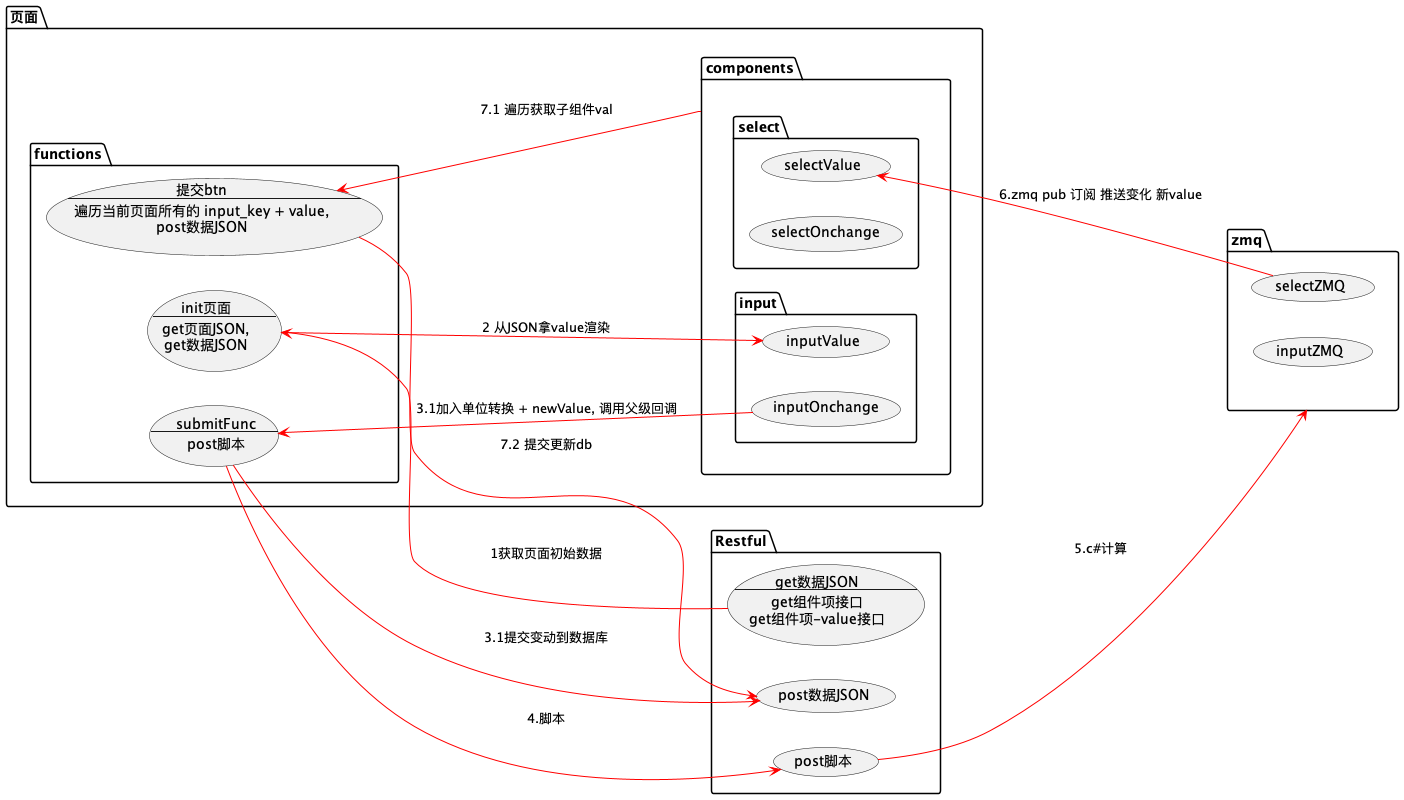 页面
components
7.1 遍历获取子组件val
select
functions
selectValue
提交btn
遍历当前页面所有的 input_key + value,
post数据JSON
6.zmq pub 订阅 推送变化 新value
selectOnchange
zmq
selectZMQ
input
init页面
get页面JSON,
get数据JSON
2 从JSON拿value渲染
inputValue
inputZMQ
3.1加入单位转换 + newValue, 调用父级回调
inputOnchange
submitFunc
post脚本
7.2 提交更新db
Restful
1获取页面初始数据
5.c#计算
get数据JSON
get组件项接口
get组件项-value接口
3.1提交变动到数据库
post数据JSON
4.脚本
post脚本